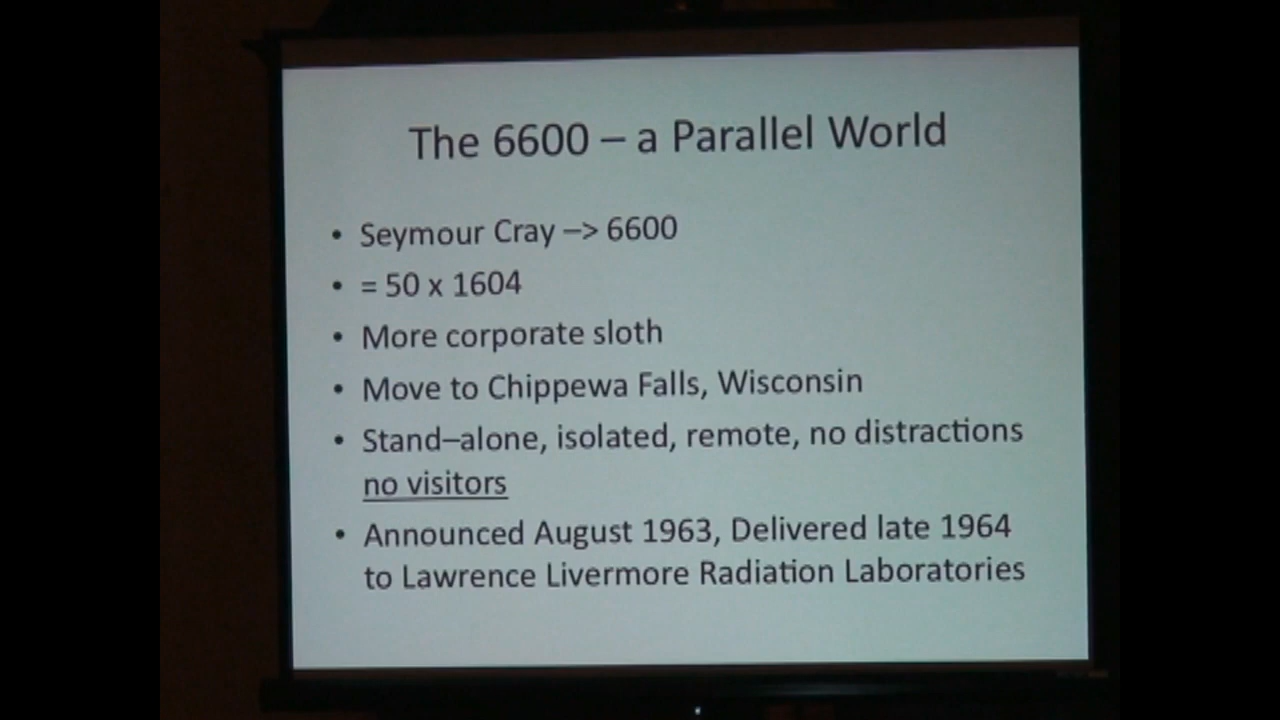 The 6600 – a Parallel World
• Seymour Cray –> 6600
• = 50 x 1604
• More corporate sloth
• Move to Chippewa Falls, Wisconsin
• Stand–alone, isolated, remote, no distractions
no visitors
• Announced August 1963, Delivered late 1964
to Lawrence Livermore Radiation Laboratories